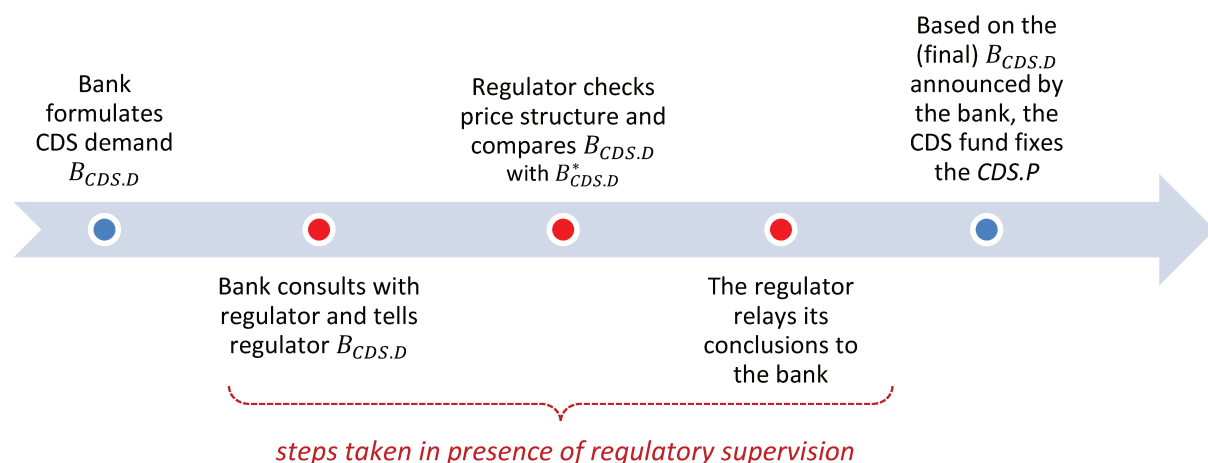 Bank
formulates
CDS demand
B_{CDS.D}
Bank consults with
regulator and tells
regulator B_{CDS.D}
Regulator checks
price structure and
compares B_{CDS.D}
with B^*_{CDS.D}
The regulator
relays its
conclusions to
the bank
Based on the
(final) B_{CDS.D}
announced by
the bank, the
CDS fund fixes
the CDS.P
steps taken in presence of regulatory supervision